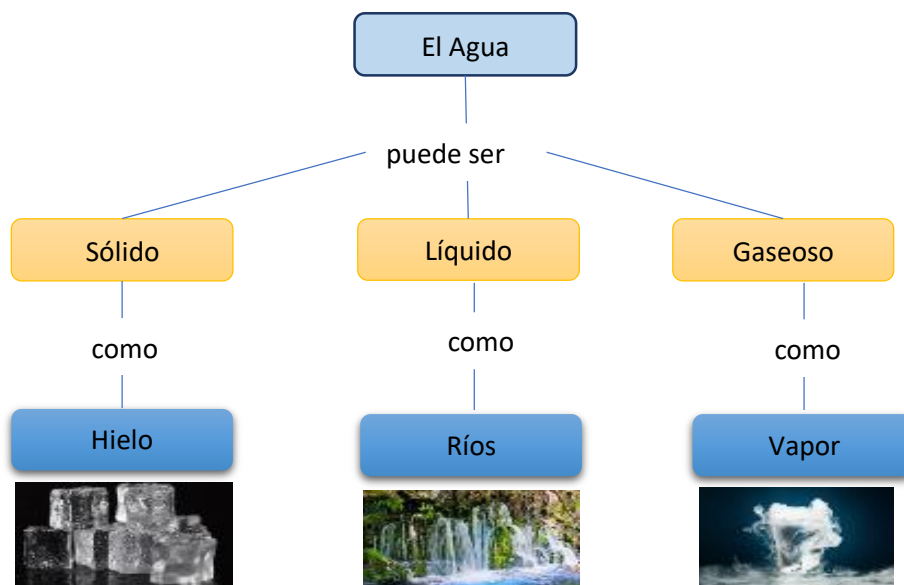 El Agua
puede ser
Sólido
Líquido
Gaseoso
como
como
como
Hielo
Ríos
Vapor